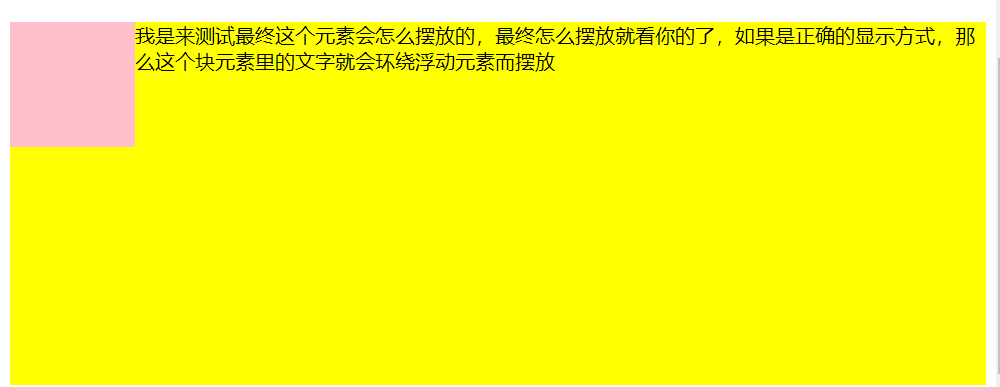 我是来测试最终这个元素会怎么摆放的，最终怎么摆放就看你的了，如果是正确的显示方式，那
么这个块元素里的文字就会环绕浮动元素而摆放